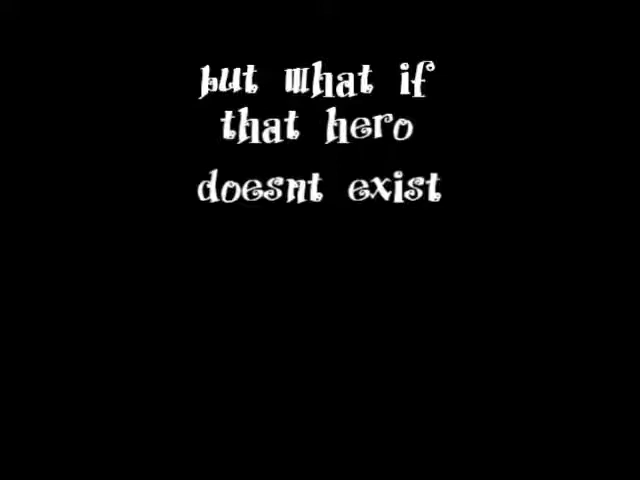 but what if
that hero
doesnt exist